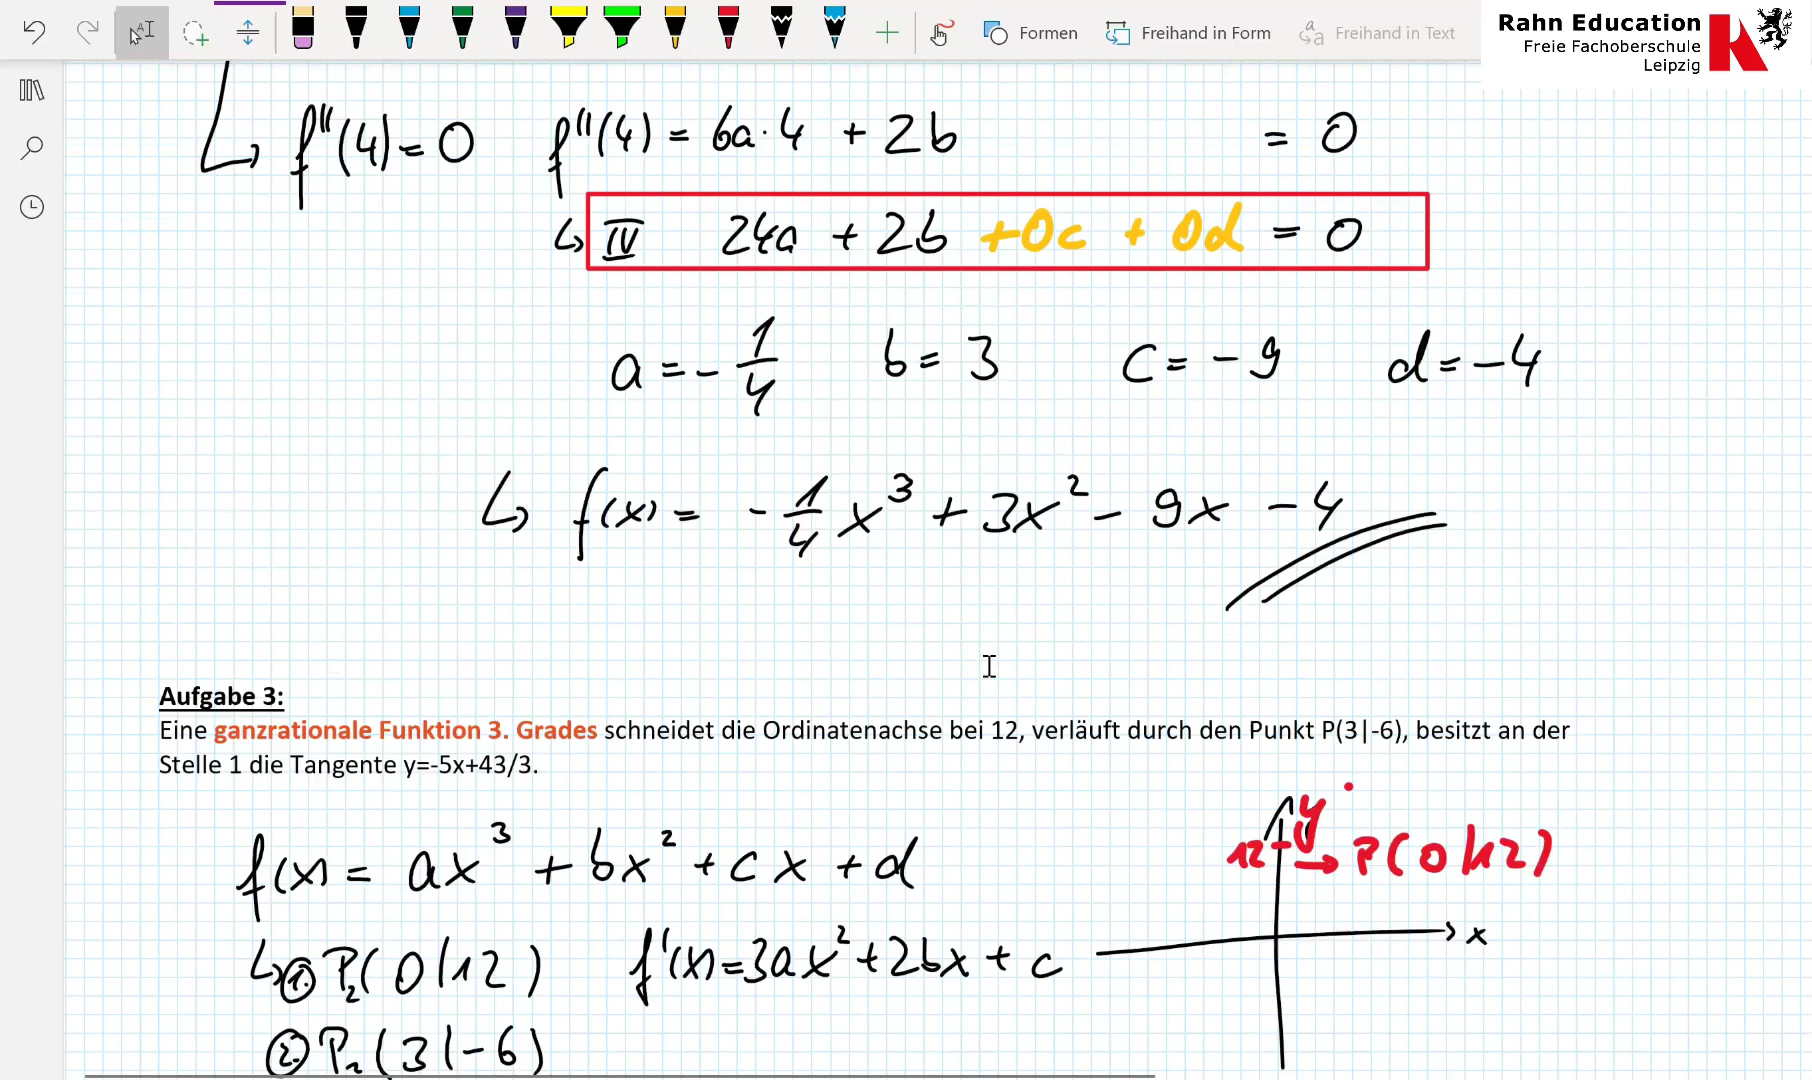 Formen Freihand in Form Freihand in Text
Rahn Education
Freie Fachoberschule
Leipzig
f''(4)=0 f''(4) = 6a·4 + 2b = 0
IV 24a + 2b +0c + 0d = 0
a = -1/4 b = 3 c = -9 d = -4
f(x) = -1/4 x³ + 3x² - 9x - 4
Aufgabe 3:
Eine ganzrationale Funktion 3. Grades schneidet die Ordinatenachse bei 12, verläuft durch den Punkt P(3|-6), besitzt an der
Stelle 1 die Tangente y=-5x+43/3.
y
12 → P(0|12)
f(x) = ax³ + bx² + cx + d
x
① P₂(0|12) f'(x)=3ax²+2bx + c
② P₂(3|-6)